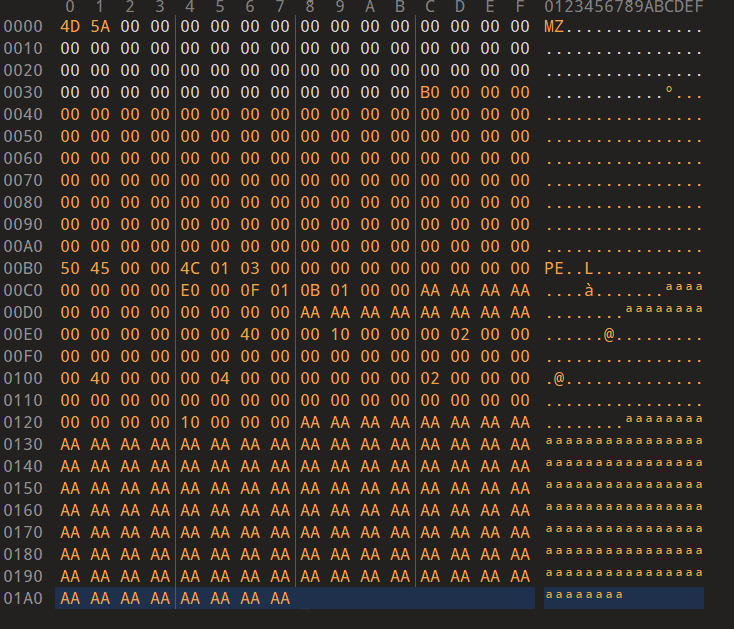 0 1 2 3 4 5 6 7 8 9 A B C D E F 0123456789ABCDEF
0000 4D 5A 00 00 00 00 00 00 00 00 00 00 00 00 00 00 MZ..............
0010 00 00 00 00 00 00 00 00 00 00 00 00 00 00 00 00 ................
0020 00 00 00 00 00 00 00 00 00 00 00 00 00 00 00 00 ................
0030 00 00 00 00 00 00 00 00 00 00 00 00 B0 00 00 00 ............°...
0040 00 00 00 00 00 00 00 00 00 00 00 00 00 00 00 00 ................
0050 00 00 00 00 00 00 00 00 00 00 00 00 00 00 00 00 ................
0060 00 00 00 00 00 00 00 00 00 00 00 00 00 00 00 00 ................
0070 00 00 00 00 00 00 00 00 00 00 00 00 00 00 00 00 ................
0080 00 00 00 00 00 00 00 00 00 00 00 00 00 00 00 00 ................
0090 00 00 00 00 00 00 00 00 00 00 00 00 00 00 00 00 ................
00A0 00 00 00 00 00 00 00 00 00 00 00 00 00 00 00 00 ................
00B0 50 45 00 00 4C 01 03 00 00 00 00 00 00 00 00 00 PE..L...........
00C0 00 00 00 00 E0 00 0F 01 0B 01 00 00 AA AA AA AA ....à.......ªªªª
00D0 00 00 00 00 00 00 00 00 AA AA AA AA AA AA AA AA ........ªªªªªªªª
00E0 00 00 00 00 00 00 40 00 00 10 00 00 00 02 00 00 ......@.........
00F0 00 00 00 00 00 00 00 00 00 00 00 00 00 00 00 00 ................
0100 00 40 00 00 00 04 00 00 00 00 00 00 02 00 00 00 .@..............
0110 00 00 00 00 00 00 00 00 00 00 00 00 00 00 00 00 ................
0120 00 00 00 00 10 00 00 00 AA AA AA AA AA AA AA AA ........ªªªªªªªª
0130 AA AA AA AA AA AA AA AA AA AA AA AA AA AA AA AA ªªªªªªªªªªªªªªªª
0140 AA AA AA AA AA AA AA AA AA AA AA AA AA AA AA AA ªªªªªªªªªªªªªªªª
0150 AA AA AA AA AA AA AA AA AA AA AA AA AA AA AA AA ªªªªªªªªªªªªªªªª
0160 AA AA AA AA AA AA AA AA AA AA AA AA AA AA AA AA ªªªªªªªªªªªªªªªª
0170 AA AA AA AA AA AA AA AA AA AA AA AA AA AA AA AA ªªªªªªªªªªªªªªªª
0180 AA AA AA AA AA AA AA AA AA AA AA AA AA AA AA AA ªªªªªªªªªªªªªªªª
0190 AA AA AA AA AA AA AA AA AA AA AA AA AA AA AA AA ªªªªªªªªªªªªªªªª
01A0 AA AA AA AA AA AA AA AA ªªªªªªªª